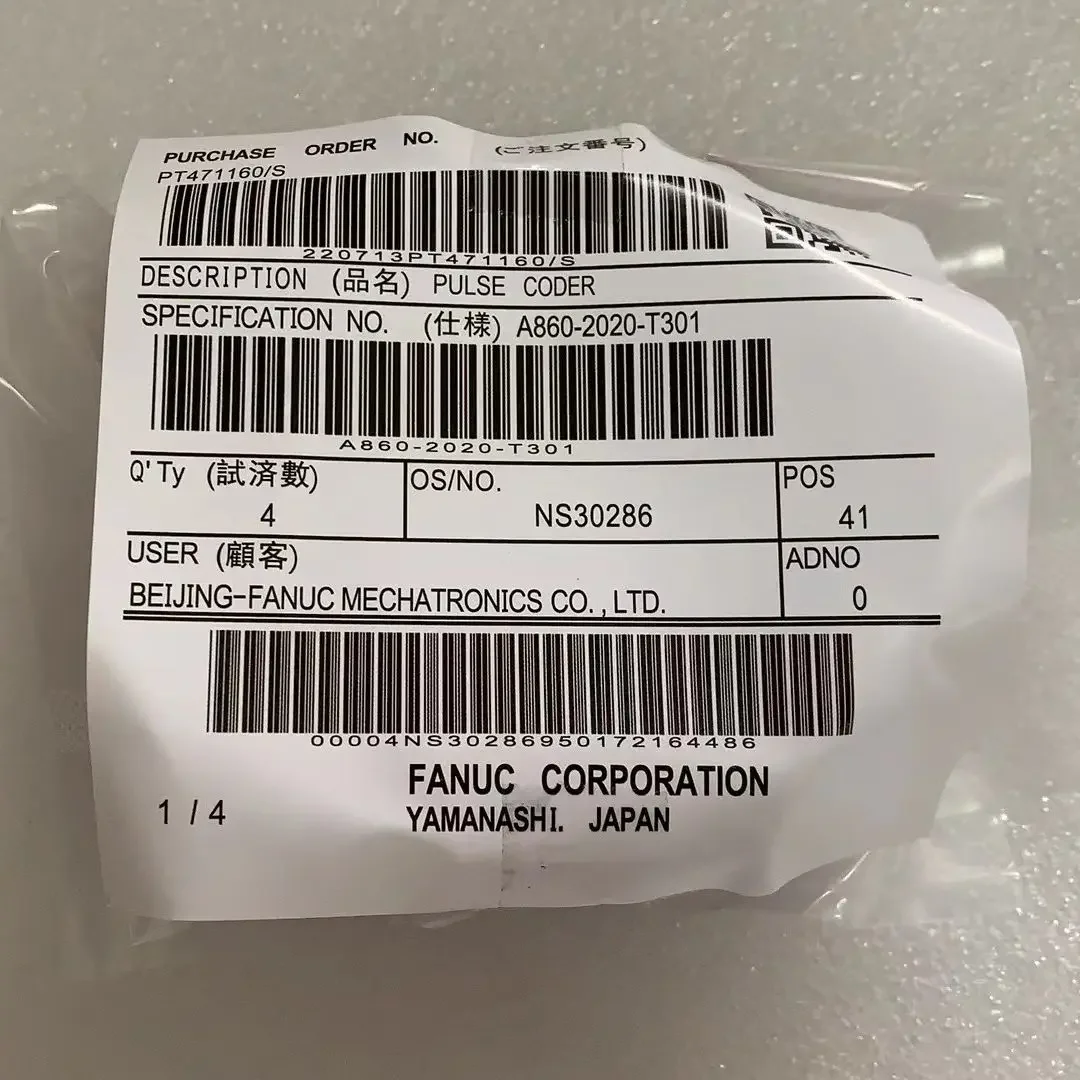 PURCHASE ORDER NO. (ご注文番号)
PT471160/S
220713PT471160/S
DESCRIPTION (品名) PULSE CODER
SPECIFICATION NO. (仕様) A860-2020-T301
A860-2020-T301
Q'Ty (試済數) OS/NO. POS
4 NS30286 41
USER (顧客) ADNO
BEIJING-FANUC MECHATRONICS CO., LTD. 0
00004NS30286950172164486
FANUC CORPORATION
1 / 4 YAMANASHI. JAPAN